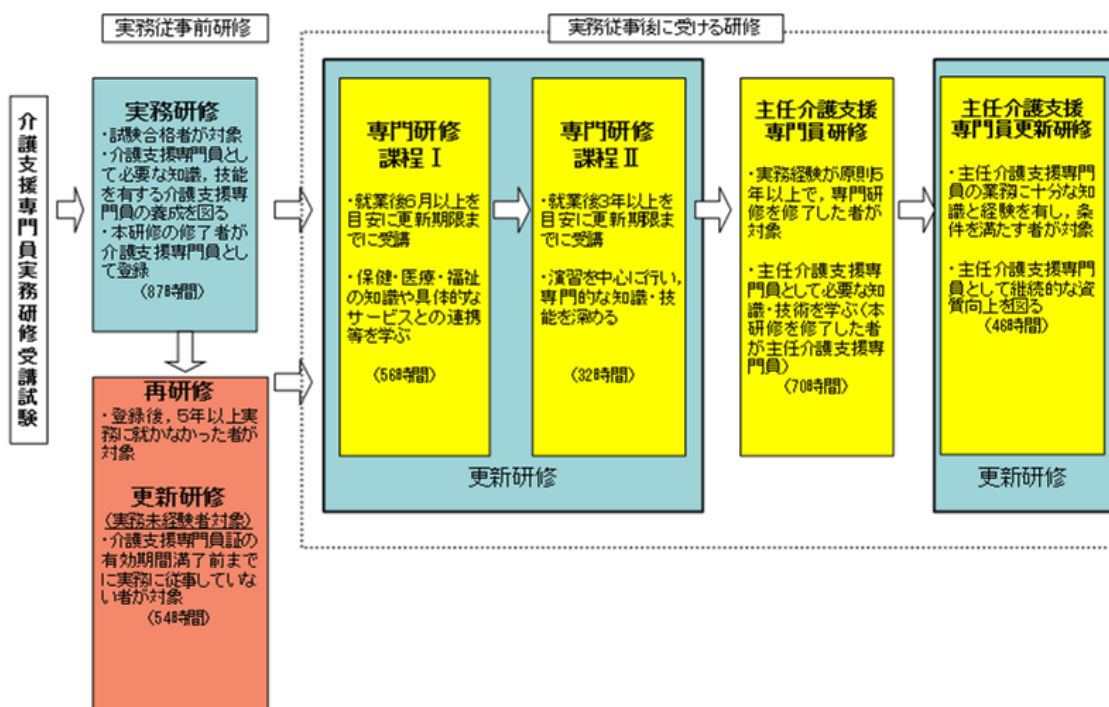 実務従事前研修
実務従事後に受ける研修
介護支援専門員実務研修受講試験
実務研修
・試験合格者が対象
・介護支援専門員とし
て必要な知識，技能
を有する介護支援専
門員の養成を図る
・本研修の修了者が
介護支援専門員とし
て登録
（87時間）
再研修
・登録後，5年以上実
務に就かなかった者が
対象
更新研修
（実務未経験者対象）
・介護支援専門員証の
有効期間満了前まで
に実務に従事していな
い者が対象
（54時間）
専門研修
課程Ⅰ
・就業後6月以上を
目安に更新期限ま
でに受講
・保健・医療・福祉
の知識や具体的な
サービスとの連携
等を学ぶ
（56時間）
専門研修
課程Ⅱ
・就業後3年以上を
目安に更新期限ま
でに受講
・演習を中心に行い，
専門的な知識・技
能を深める
（32時間）
更新研修
主任介護支援
専門員研修
・実務経験が原則5
年以上で，専門研
修を修了した者が
対象
・主任介護支援専
門員として必要な知
識・技術を学ぶ（本
研修を修了した者
が主任介護支援専
門員）
（70時間）
主任介護支援
専門員更新研修
・主任介護支援専門
員の業務に十分な知
識と経験を有し，条
件を満たす者が対象
・主任介護支援専門
員として継続的な資
質向上を図る
（46時間）
更新研修